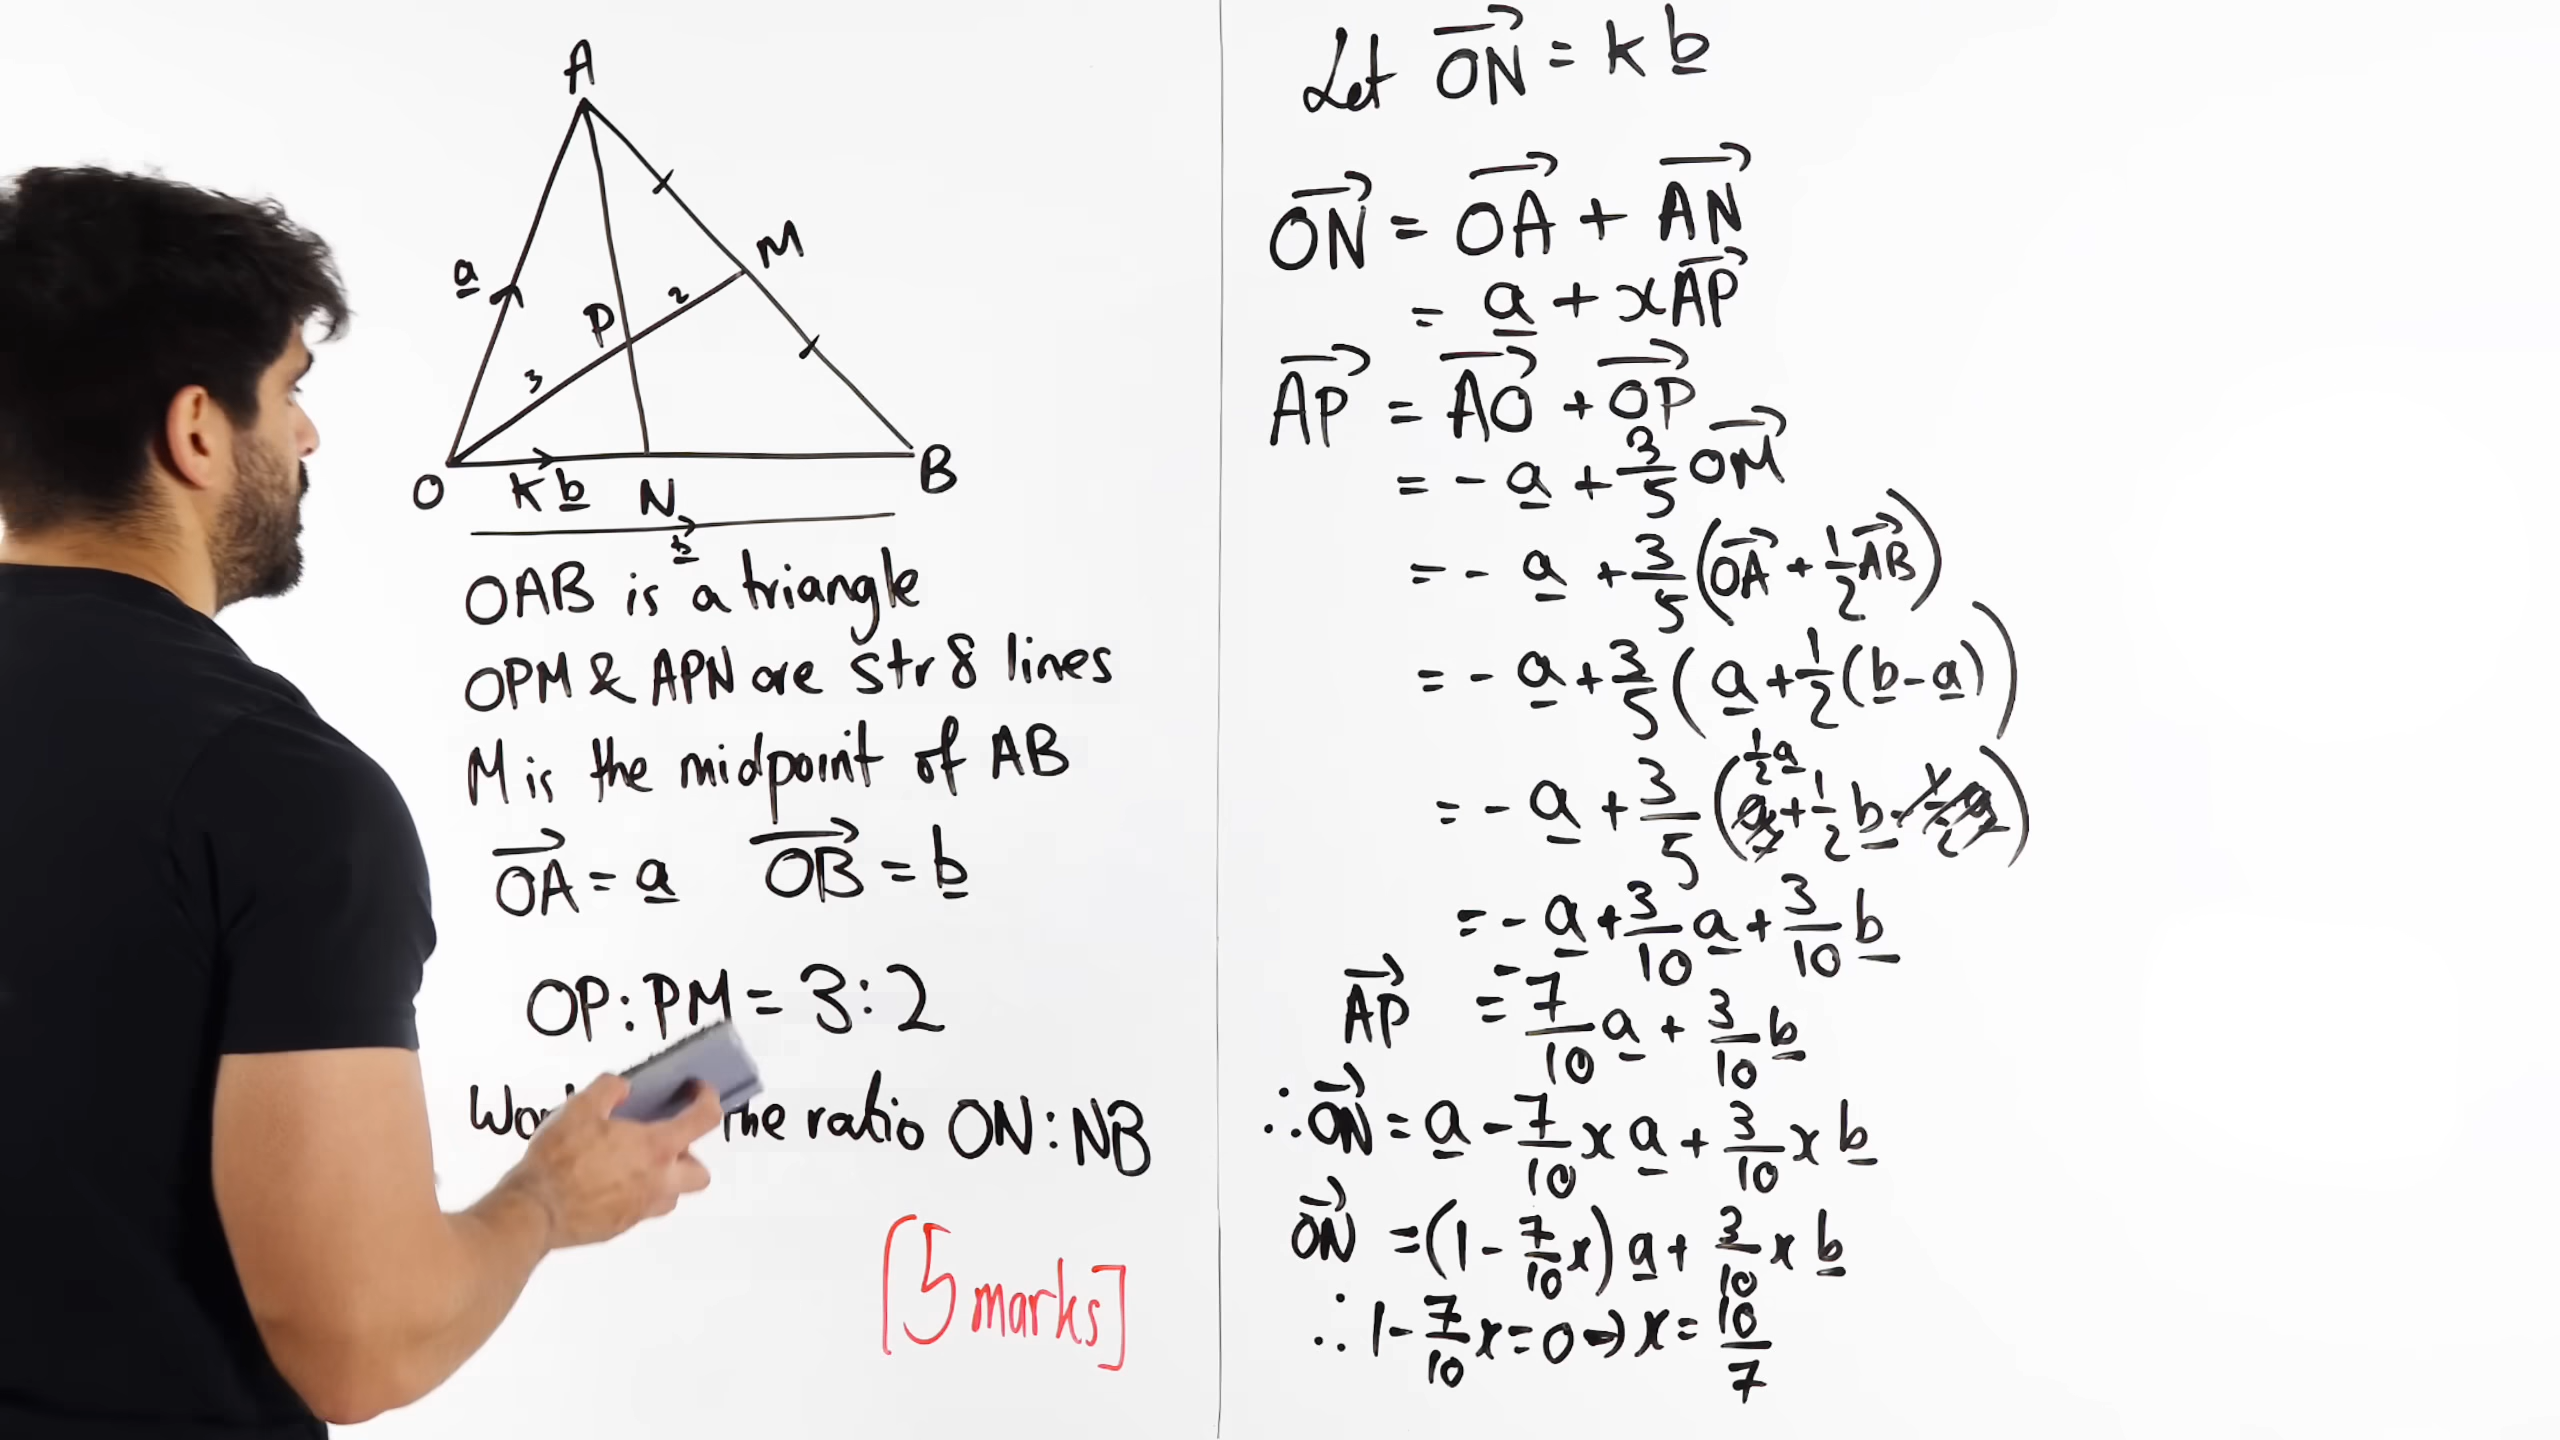 A
a
M
P
2
3
O
k b
N
B
b
OAB is a triangle
OPM & APN are str8 lines
M is the midpoint of AB
OA = a OB = b
OP : PM = 3 : 2
the ratio ON : NB
[5 marks]
Let ON = k b
ON = OA + AN
= a + xAP
AP = AO + OP
= - a + 3/5 OM
= - a + 3/5 (OA + 1/2 AB)
= - a + 3/5 (a + 1/2 (b - a))
1/2 a
= - a + 3/5 (a + 1/2 b - 1/2 a)
= - a + 3/10 a + 3/10 b
AP = -7/10 a + 3/10 b
∴ ON = a - 7/10 x a + 3/10 x b
ON = (1 - 7/10 x) a + 3/10 x b
∴ 1 - 7/10 x = 0 → x = 10/7